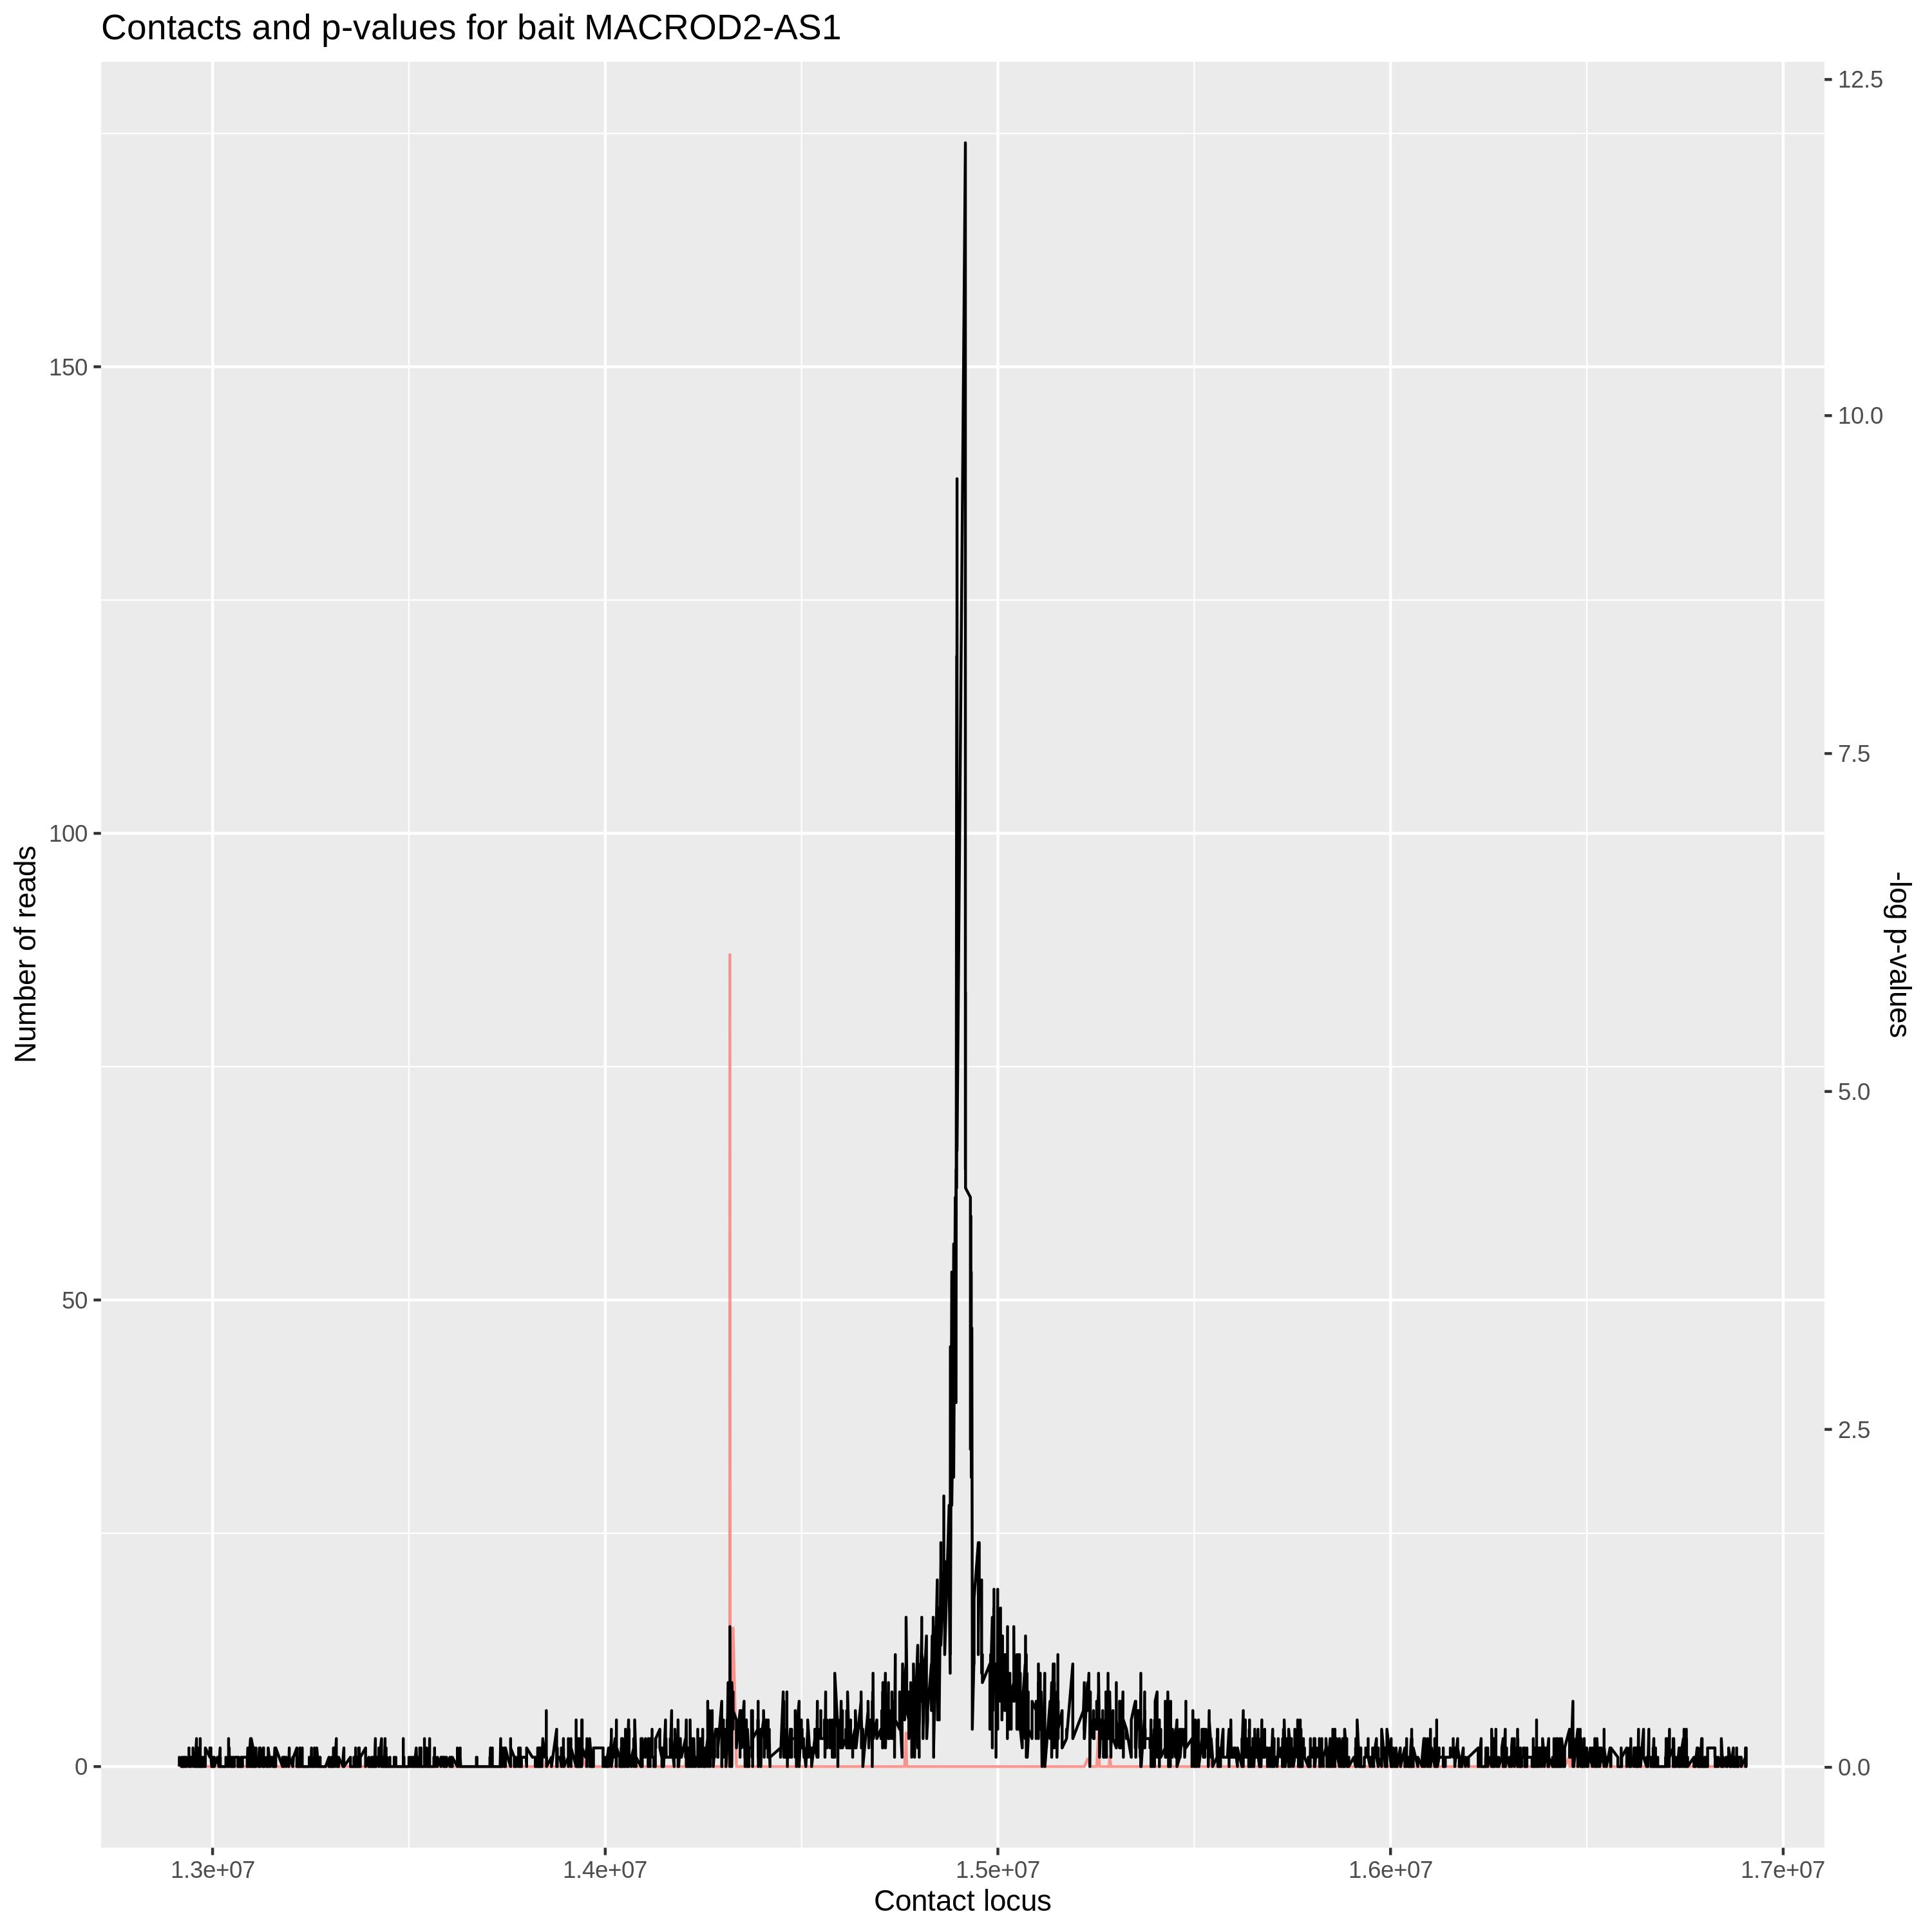 Contacts and p-values for bait MACROD2-AS1
12.5
150
10.0
7.5
100
Number of reads
-log p-values
5.0
50
2.5
0
0.0
1.3e+07
1.4e+07
1.5e+07
1.6e+07
1.7e+07
Contact locus